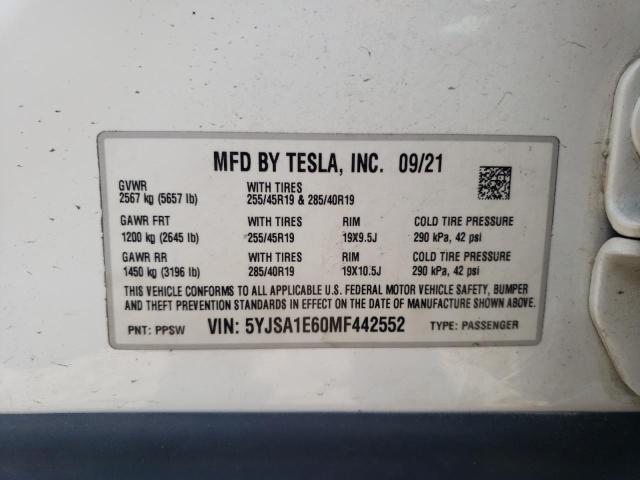 MFD BY TESLA, INC. 09/21
GVWR WITH TIRES
2567 kg (5657 lb) 255/45R19 & 285/40R19
GAWR FRT WITH TIRES RIM COLD TIRE PRESSURE
1200 kg (2645 lb) 255/45R19 19X9.5J 290 kPa, 42 psi
GAWR RR WITH TIRES RIM COLD TIRE PRESSURE
1450 kg (3196 lb) 285/40R19 19X10.5J 290 kPa, 42 psi
THIS VEHICLE CONFORMS TO ALL APPLICABLE U.S. FEDERAL MOTOR VEHICLE SAFETY, BUMPER
AND THEFT PREVENTION STANDARDS IN EFFECT ON THE DATE OF MANUFACTURE SHOWN ABOVE.
PNT: PPSW VIN: 5YJSA1E60MF442552 TYPE: PASSENGER